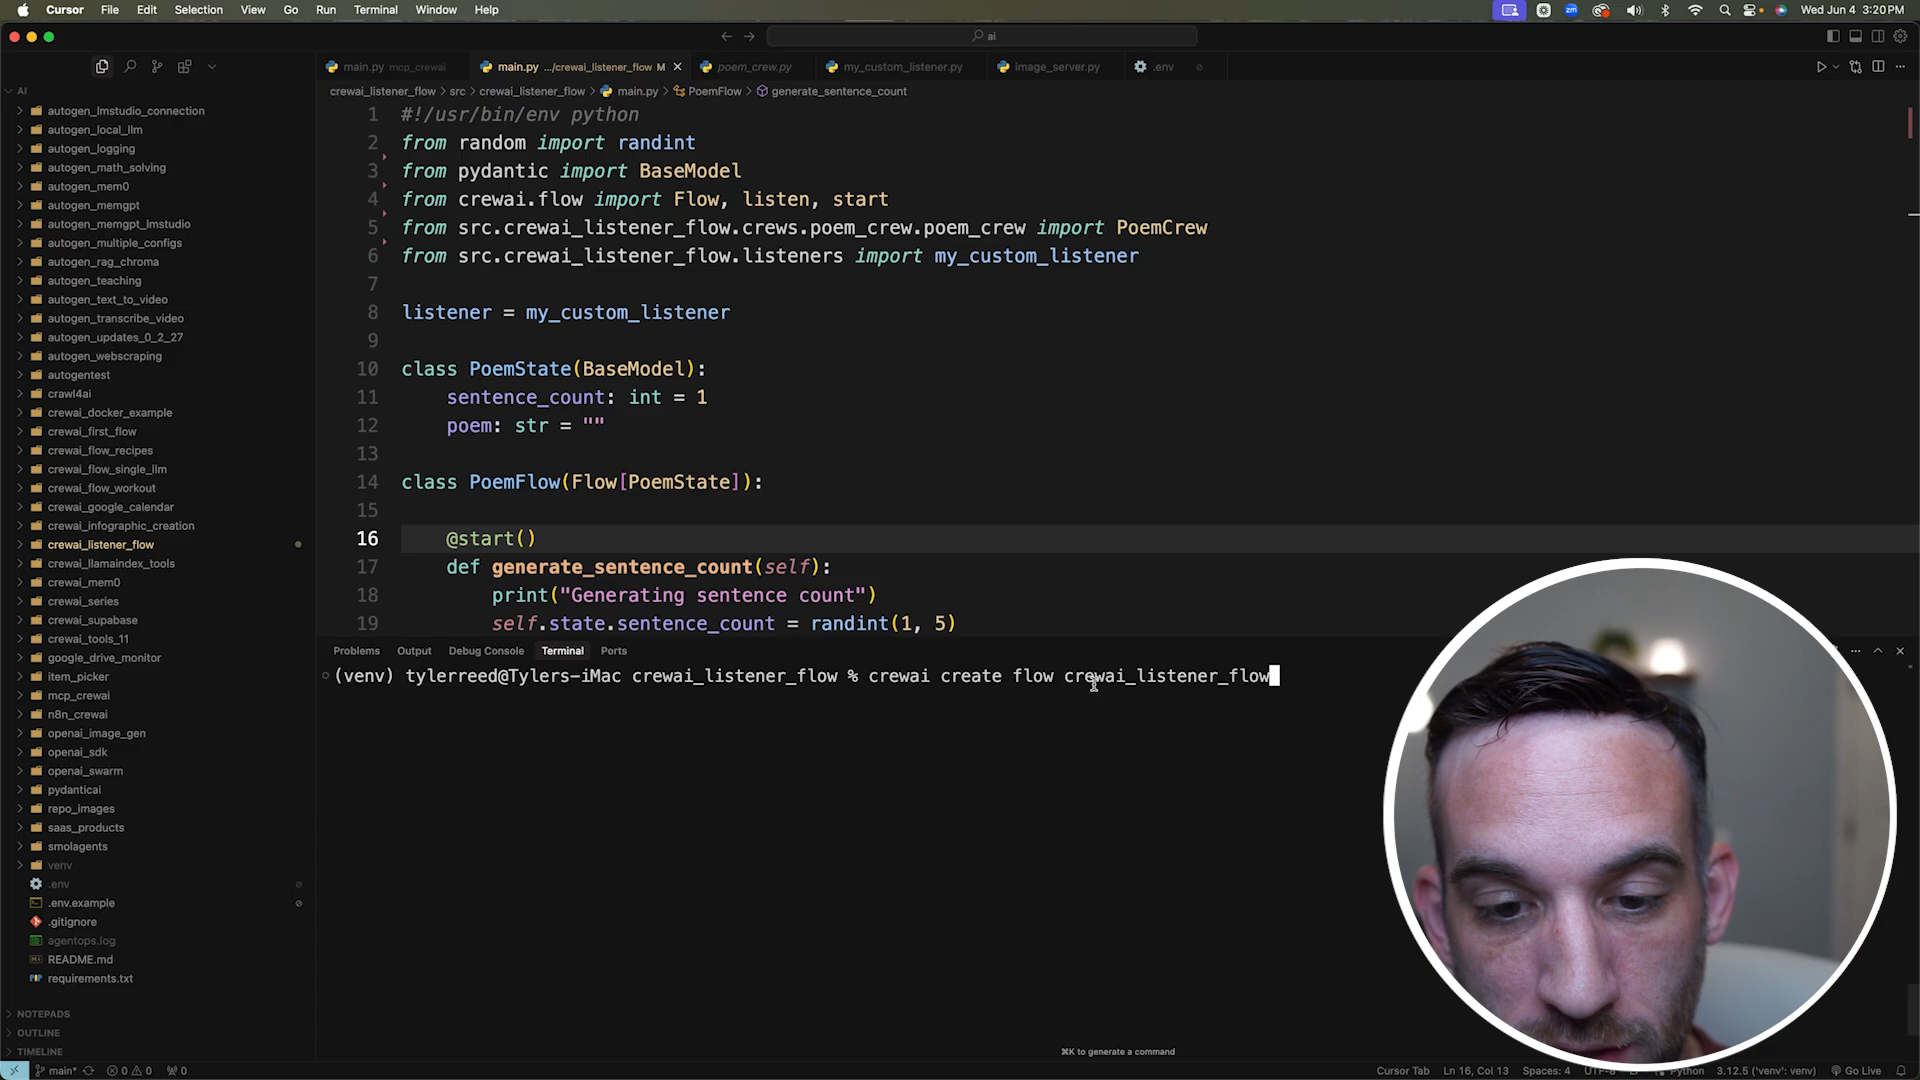 Cursor File Edit Selection View Go Run Terminal Window Help
zm
Wed Jun 4 3:20PM
ai
main.py mcp_crewai
main.py .../crewai_listener_flow M
poem_crew.py
my_custom_listener.py
image_server.py
.env
AI
autogen_lmstudio_connection
autogen_local_llm
autogen_logging
autogen_math_solving
autogen_mem0
autogen_memgpt
autogen_memgpt_lmstudio
autogen_multiple_configs
autogen_rag_chroma
autogen_teaching
autogen_text_to_video
autogen_transcribe_video
autogen_updates_0_2_27
autogen_webscraping
autogentest
crawl4ai
crewai_docker_example
crewai_first_flow
crewai_flow_recipes
crewai_flow_single_llm
crewai_flow_workout
crewai_google_calendar
crewai_infographic_creation
crewai_listener_flow
crewai_llamaindex_tools
crewai_mem0
crewai_series
crewai_supabase
crewai_tools_11
google_drive_monitor
item_picker
mcp_crewai
n8n_crewai
openai_image_gen
openai_sdk
openai_swarm
pydanticai
repo_images
saas_products
smolagents
venv
.env
.env.example
.gitignore
agentops.log
README.md
requirements.txt
NOTEPADS
OUTLINE
TIMELINE
crewai_listener_flow > src > crewai_listener_flow > main.py > PoemFlow > generate_sentence_count
1 #!/usr/bin/env python
2 from random import randint
3 from pydantic import BaseModel
4 from crewai.flow import Flow, listen, start
5 from src.crewai_listener_flow.crews.poem_crew.poem_crew import PoemCrew
6 from src.crewai_listener_flow.listeners import my_custom_listener
7
8 listener = my_custom_listener
9
10 class PoemState(BaseModel):
11 sentence_count: int = 1
12 poem: str = ""
13
14 class PoemFlow(Flow[PoemState]):
15
16 @start()
17 def generate_sentence_count(self):
18 print("Generating sentence count")
19 self.state.sentence_count = randint(1, 5)
Problems Output Debug Console Terminal Ports
(venv) tylerreed@Tylers-iMac crewai_listener_flow % crewai create flow crewai_listener_flow
⌘K to generate a command
main* 0 0 0
Cursor Tab Ln 16, Col 13 Spaces: 4 Python 3.12.5 ('venv': venv) Go Live